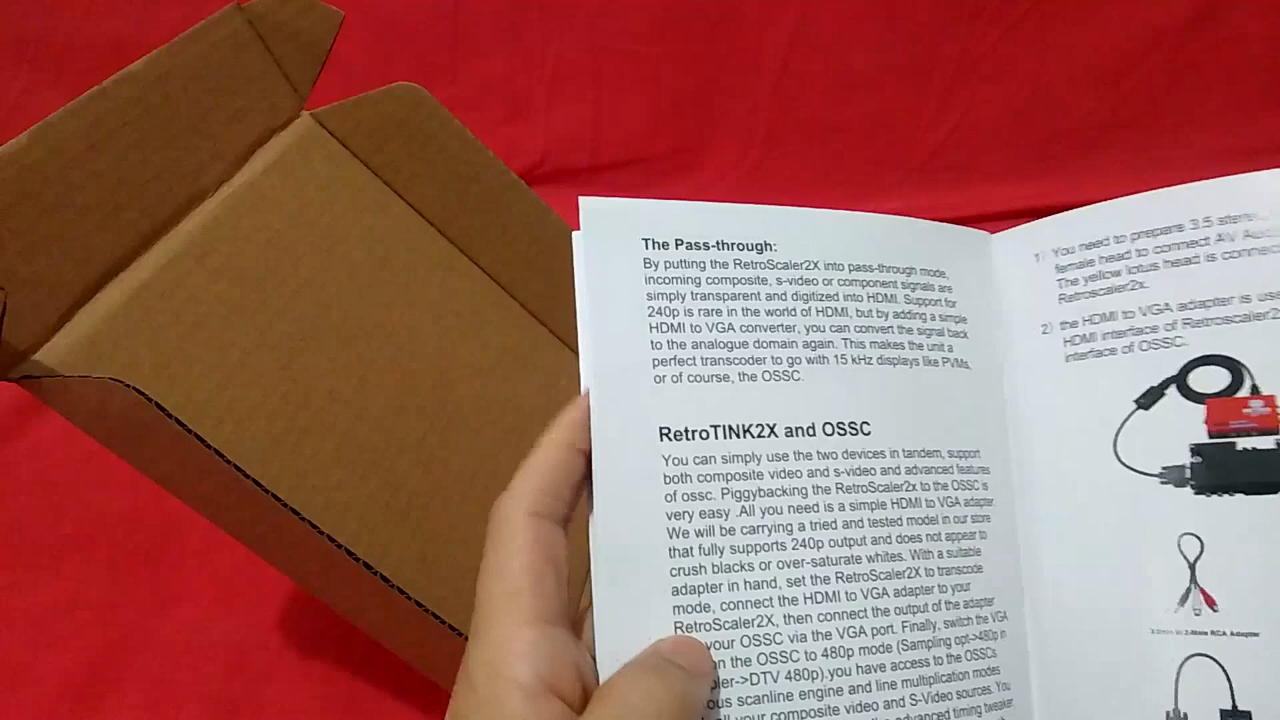 The Pass-through:
By putting the RetroScaler2X into pass-through mode,
incoming composite, s-video or component signals are
simply transparent and digitized into HDMI. Support for
240p is rare in the world of HDMI, but by adding a simple
HDMI to VGA converter, you can convert the signal back
to the analogue domain again. This makes the unit a
perfect transcoder to go with 15 kHz displays like PVMs,
or of course, the OSSC.
RetroTINK2X and OSSC
You can simply use the two devices in tandem, support
both composite video and s-video and advanced features
of ossc. Piggybacking the RetroScaler2x to the OSSC is
very easy .All you need is a simple HDMI to VGA adapter.
We will be carrying a tried and tested model in our store
that fully supports 240p output and does not appear to
crush blacks or over-saturate whites. With a suitable
adapter in hand, set the RetroScaler2X to transcode
mode, connect the HDMI to VGA adapter to your
RetroScaler2X, then connect the output of the adapter
your OSSC via the VGA port. Finally, switch the VGA
the OSSC to 480p mode (Sampling opt->480p in
->DTV 480p).you have access to the OSSCs
scanline engine and line multiplication modes
your composite video and S-Video sources. You
advanced timing tweaker
1) You need to prepare 3.5
female head to connect AV
The yellow lotus head is
Retroscaler2x.
2) the HDMI to VGA adapter is
HDMI interface of
interface of OSSC.
2-Male RCA Adapter